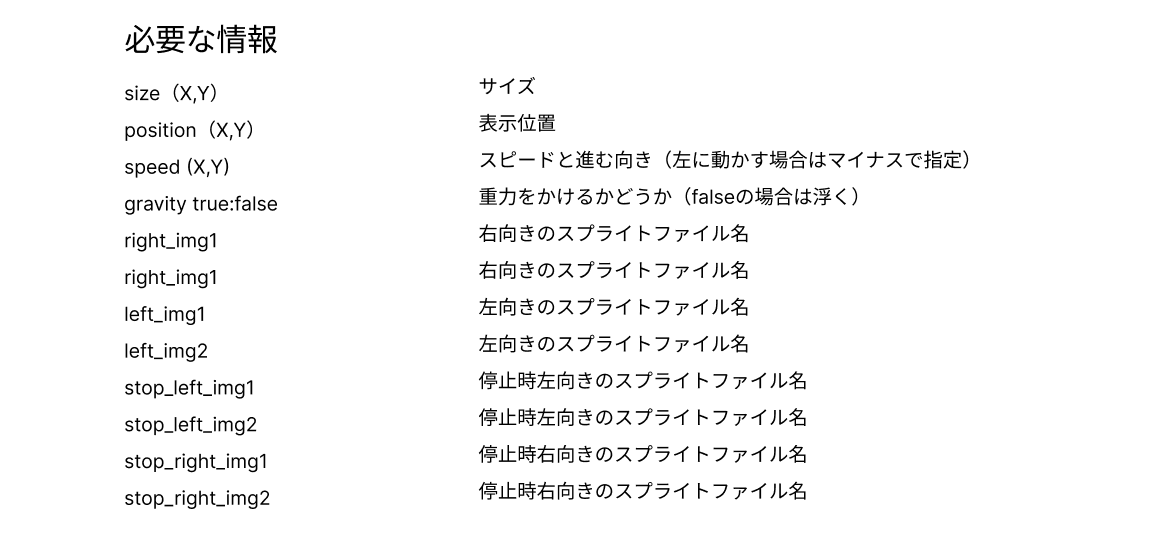 必要な情報
size（X,Y） サイズ
position（X,Y） 表示位置
speed (X,Y) スピードと進む向き（左に動かす場合はマイナスで指定）
gravity true:false 重力をかけるかどうか（falseの場合は浮く）
right_img1 右向きのスプライトファイル名
right_img1 右向きのスプライトファイル名
left_img1 左向きのスプライトファイル名
left_img2 左向きのスプライトファイル名
stop_left_img1 停止時左向きのスプライトファイル名
stop_left_img2 停止時左向きのスプライトファイル名
stop_right_img1 停止時右向きのスプライトファイル名
stop_right_img2 停止時右向きのスプライトファイル名